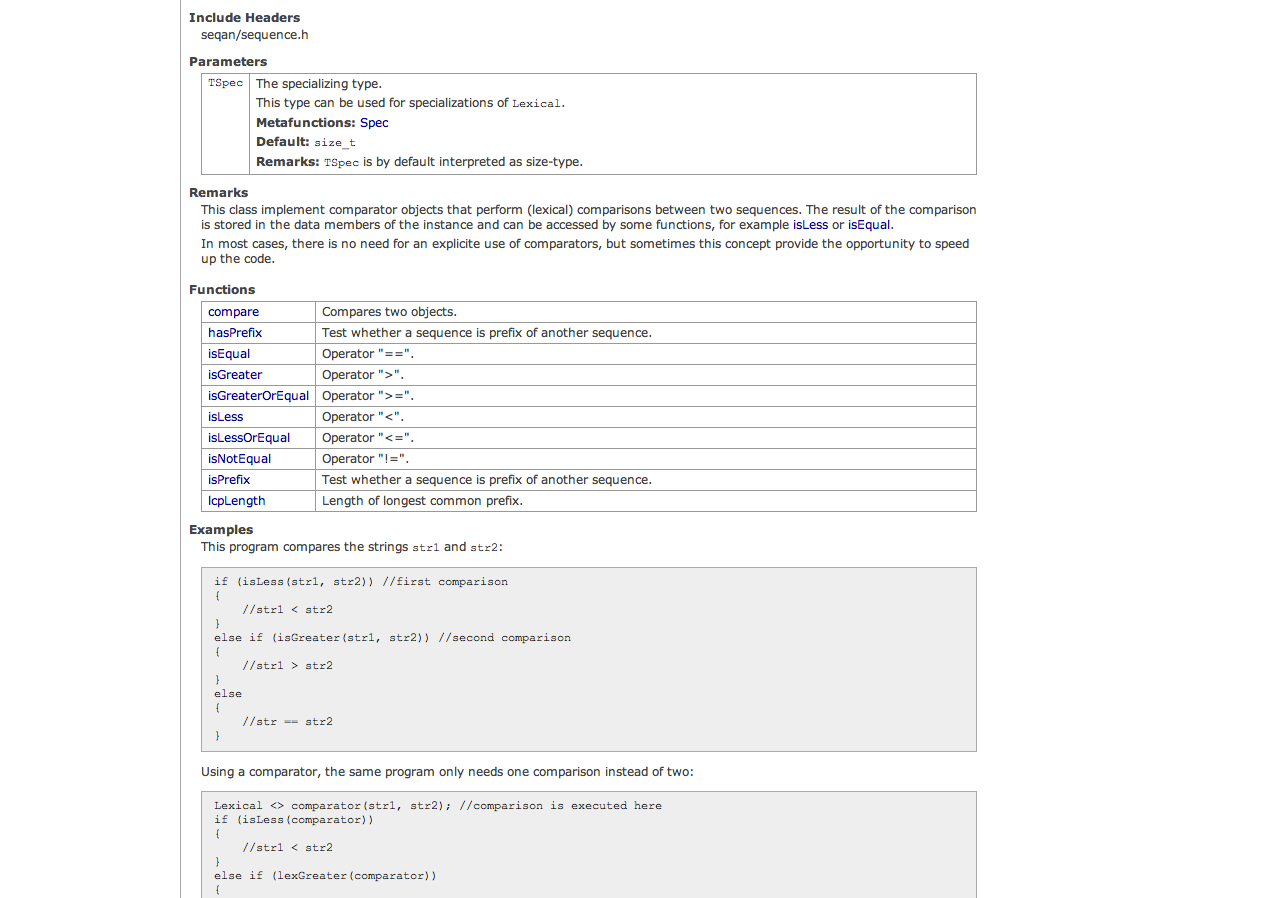 Include Headers
seqan/sequence.h
Parameters
TSpec The specializing type.
This type can be used for specializations of Lexical.
Metafunctions: Spec
Default: size_t
Remarks: TSpec is by default interpreted as size-type.
Remarks
This class implement comparator objects that perform (lexical) comparisons between two sequences. The result of the comparison
is stored in the data members of the instance and can be accessed by some functions, for example isLess or isEqual.
In most cases, there is no need for an explicite use of comparators, but sometimes this concept provide the opportunity to speed
up the code.
Functions
compare Compares two objects.
hasPrefix Test whether a sequence is prefix of another sequence.
isEqual Operator "==".
isGreater Operator ">".
isGreaterOrEqual Operator ">=".
isLess Operator "<".
isLessOrEqual Operator "<=".
isNotEqual Operator "!=".
isPrefix Test whether a sequence is prefix of another sequence.
lcpLength Length of longest common prefix.
Examples
This program compares the strings str1 and str2:
if (isLess(str1, str2)) //first comparison
{
//str1 < str2
}
else if (isGreater(str1, str2)) //second comparison
{
//str1 > str2
}
else
{
//str == str2
}
Using a comparator, the same program only needs one comparison instead of two:
Lexical <> comparator(str1, str2); //comparison is executed here
if (isLess(comparator))
{
//str1 < str2
}
else if (lexGreater(comparator))
{